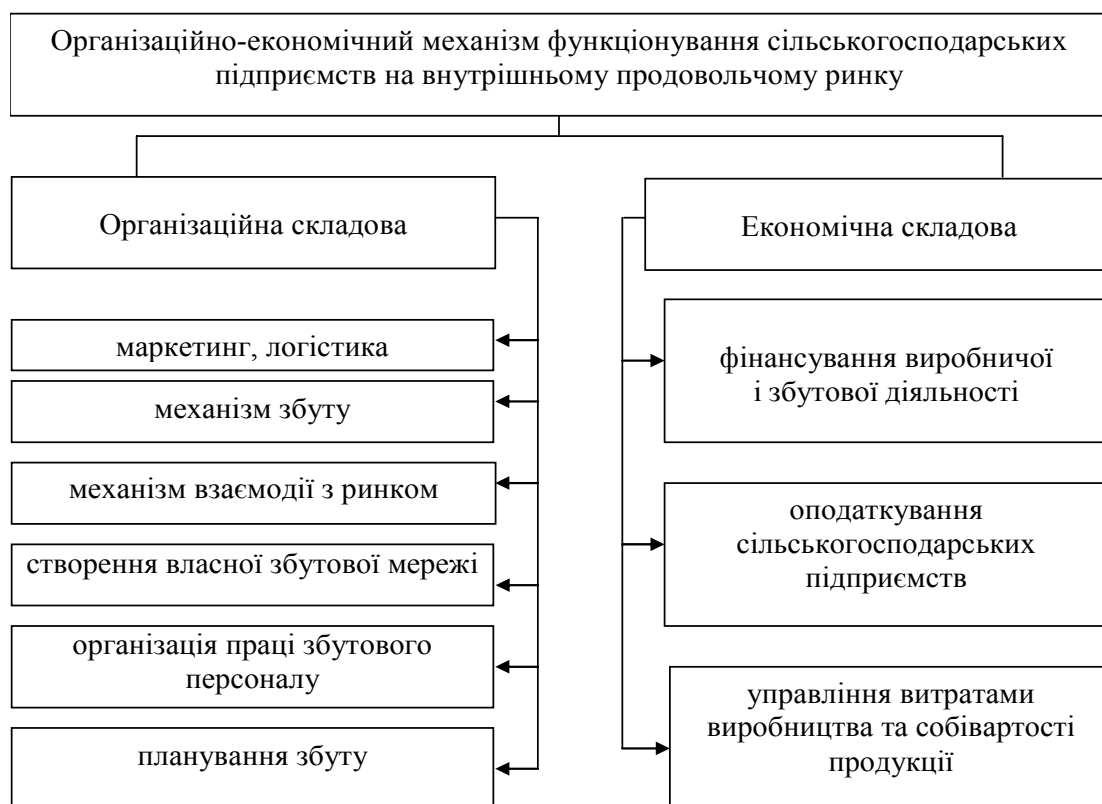 Організаційно-економічний механізм функціонування сільськогосподарських
підприємств на внутрішньому продовольчому ринку
Організаційна складова
маркетинг, логістика
механізм збуту
механізм взаємодії з ринком
створення власної збутової мережі
організація праці збутового
персоналу
планування збуту
Економічна складова
фінансування виробничої
і збутової діяльності
оподаткування
сільськогосподарських
підприємств
управління витратами
виробництва та собівартості
продукції